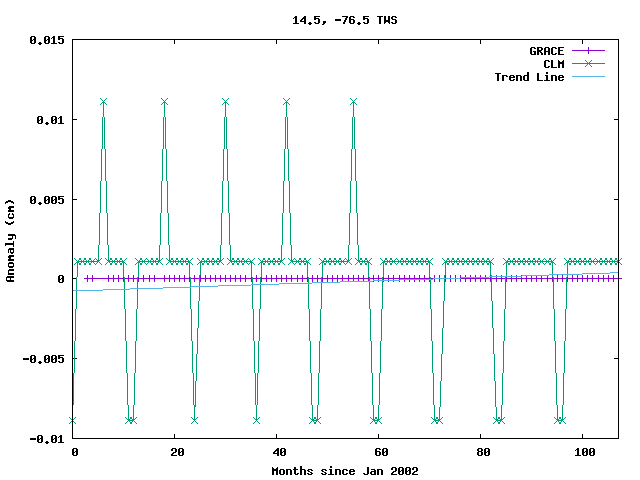 14.5, -76.5 TWS
0.015
0.01
0.005
0
-0.005
-0.01
Anomaly (cm)
GRACE
CLM
Trend Line
0 20 40 60 80 100
Months since Jan 2002